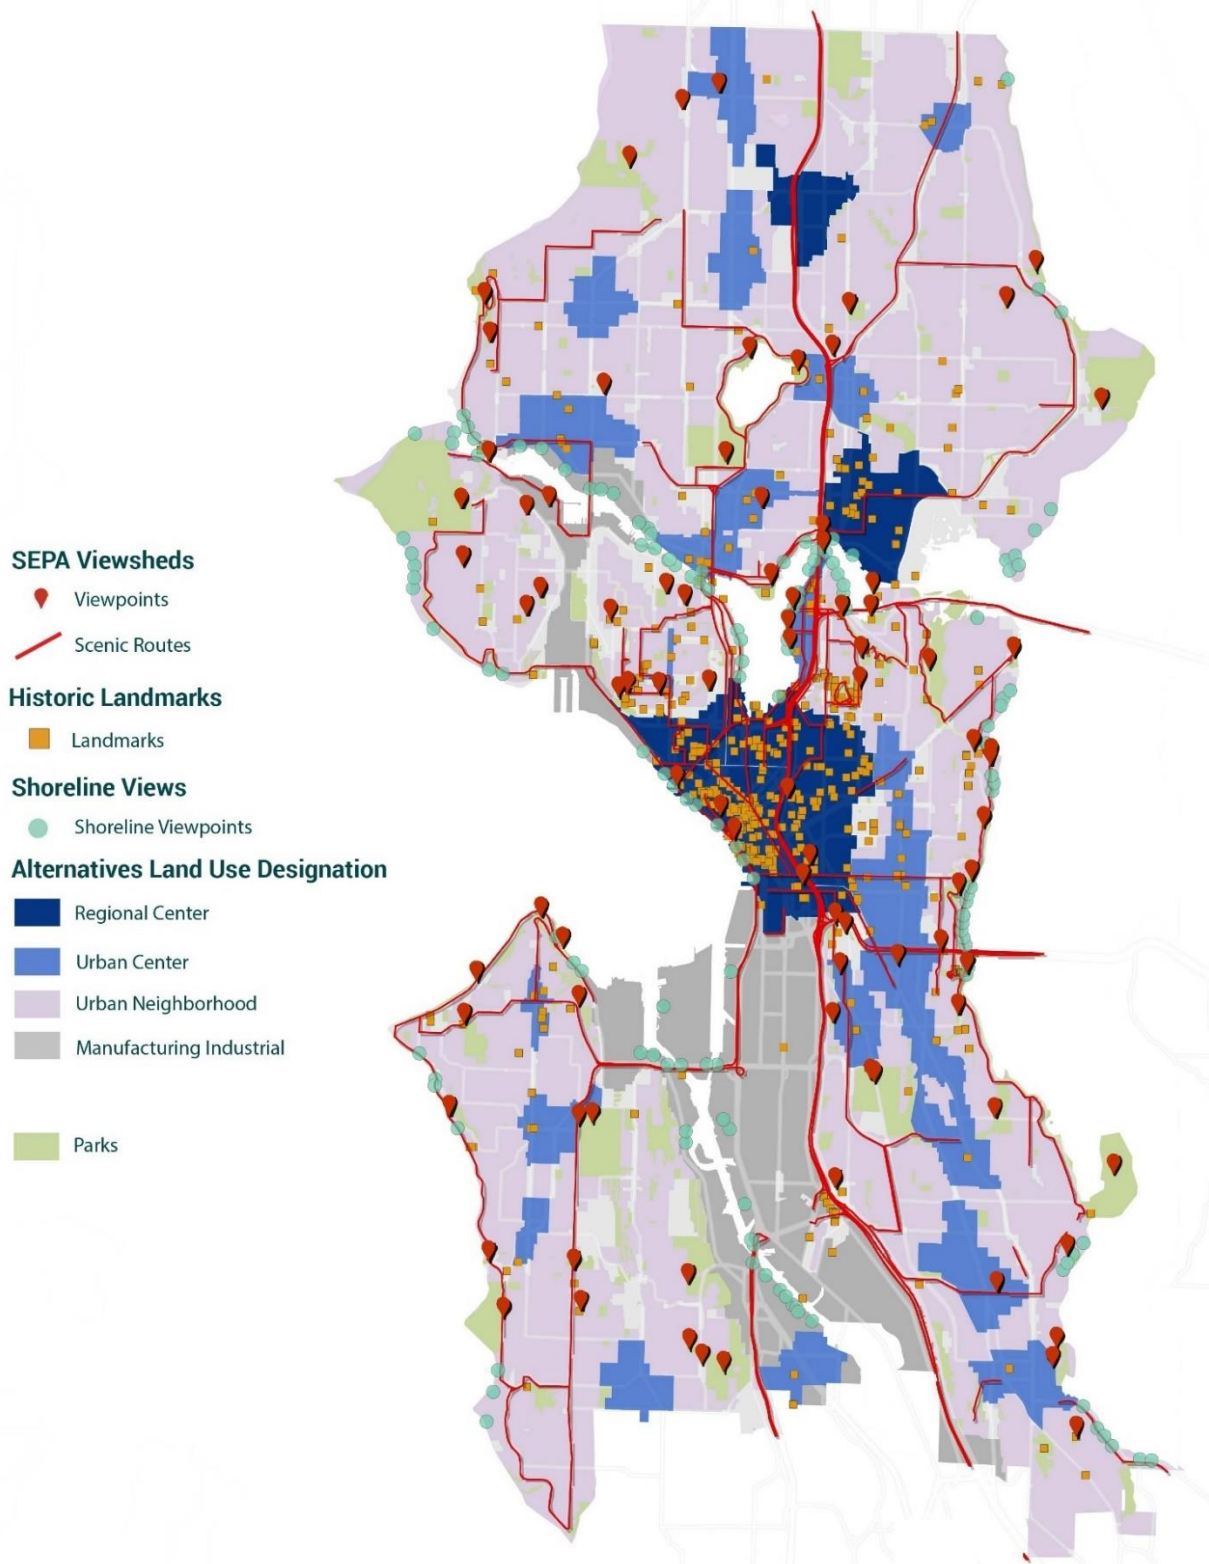 SEPA Viewsheds
Viewpoints
Scenic Routes
Historic Landmarks
Landmarks
Shoreline Views
Shoreline Viewpoints
Alternatives Land Use Designation
Regional Center
Urban Center
Urban Neighborhood
Manufacturing Industrial
Parks